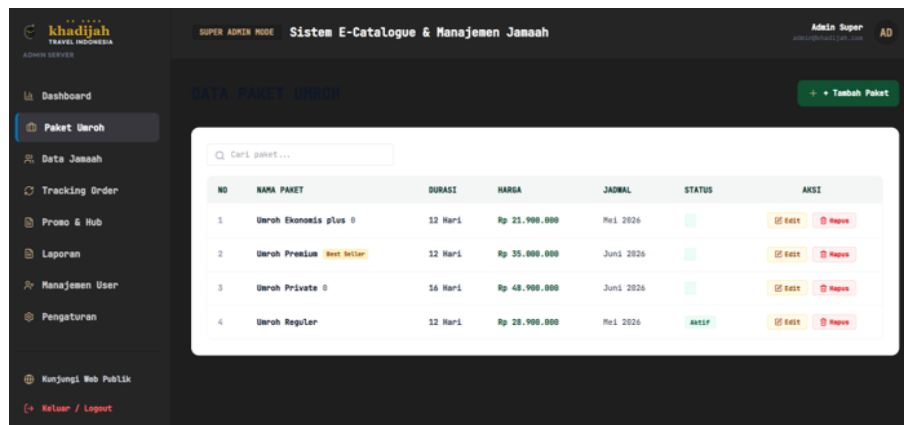 khadijah
TRAVEL INDONESIA
ADMIN SERVER
Dashboard
Paket Umroh
Data Jamaah
Tracking Order
Promo & Hub
Laporan
Manajemen User
Pengaturan
Kunjungi Web Publik
Keluar / Logout
SUPER ADMIN MODE Sistem E-Catalogue & Manajemen Jamaah
Admin Super
admin@khadijah.com
AD
DATA PAKET UMROH
+ + Tambah Paket
Cari paket...
NO NAMA PAKET DURASI HARGA JADWAL STATUS AKSI
1 Umroh Ekonomis plus 0 12 Hari Rp 21.900.000 Mei 2026 Edit Hapus
2 Umroh Premium Best Seller 12 Hari Rp 35.000.000 Juni 2026 Edit Hapus
3 Umroh Private 0 16 Hari Rp 48.900.000 Juni 2026 Edit Hapus
4 Umroh Reguler 12 Hari Rp 28.900.000 Mei 2026 Aktif Edit Hapus